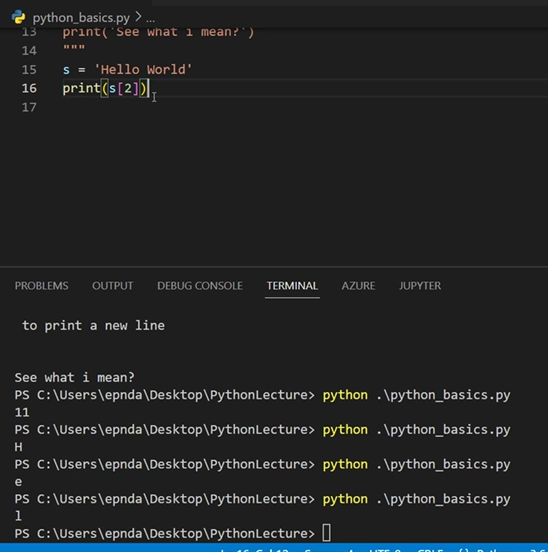 python_basics.py > ...
13 print('See what i mean?')
14 """
15 s = 'Hello World'
16 print(s[2])
17
PROBLEMS OUTPUT DEBUG CONSOLE TERMINAL AZURE JUPYTER
to print a new line
See what i mean?
PS C:\Users\epnda\Desktop\PythonLecture> python .\python_basics.py
11
PS C:\Users\epnda\Desktop\PythonLecture> python .\python_basics.py
H
PS C:\Users\epnda\Desktop\PythonLecture> python .\python_basics.py
e
PS C:\Users\epnda\Desktop\PythonLecture> python .\python_basics.py
l
PS C:\Users\epnda\Desktop\PythonLecture>